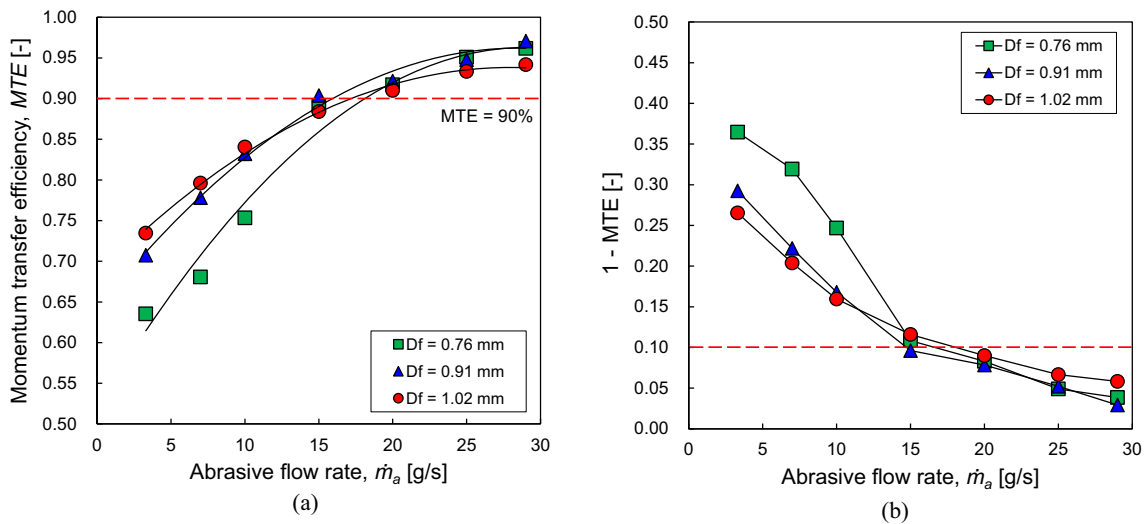 1.00
0.95
0.90
0.85
0.80
0.75
0.70
0.65
0.60
0.55
0.50
Momentum transfer efficiency, MTE [-]
MTE = 90%
Df = 0.76 mm
Df = 0.91 mm
Df = 1.02 mm
0 5 10 15 20 25 30
Abrasive flow rate, ṁa [g/s]
(a)
0.50
0.45
0.40
0.35
0.30
0.25
0.20
0.15
0.10
0.05
0.00
1 - MTE [-]
Df = 0.76 mm
Df = 0.91 mm
Df = 1.02 mm
0 5 10 15 20 25 30
Abrasive flow rate, ṁa [g/s]
(b)